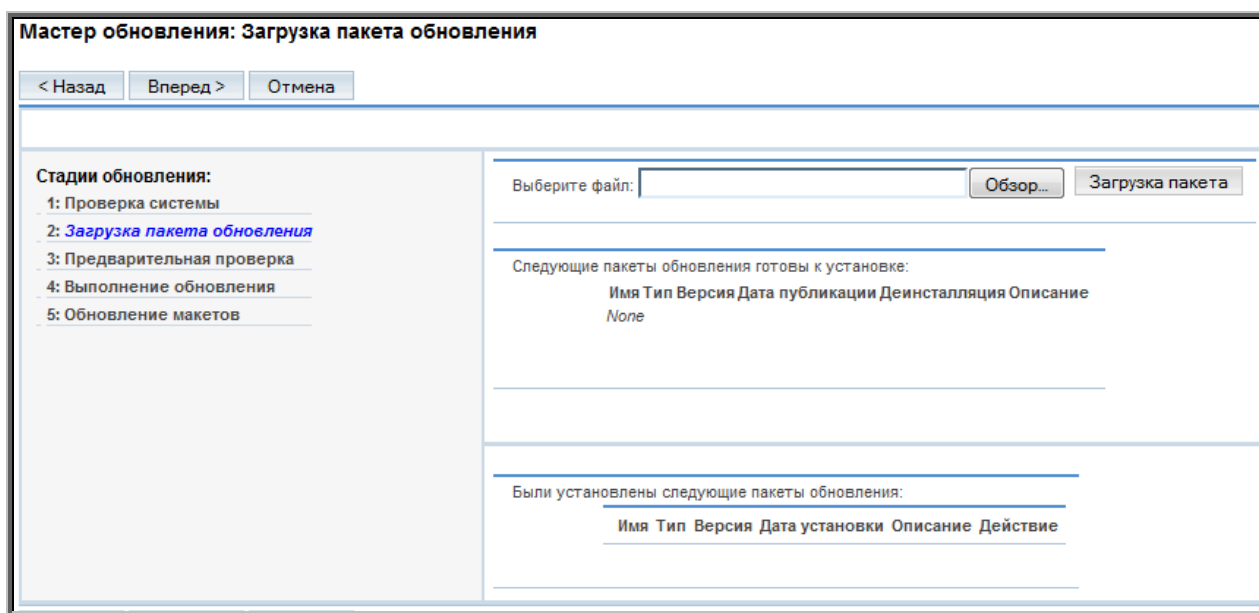 Мастер обновления: Загрузка пакета обновления
< Назад Вперед > Отмена
Стадии обновления:
1: Проверка системы
2: Загрузка пакета обновления
3: Предварительная проверка
4: Выполнение обновления
5: Обновление макетов
Выберите файл: Обзор... Загрузка пакета
Следующие пакеты обновления готовы к установке:
Имя Тип Версия Дата публикации Деинсталляция Описание
None
Были установлены следующие пакеты обновления:
Имя Тип Версия Дата установки Описание Действие